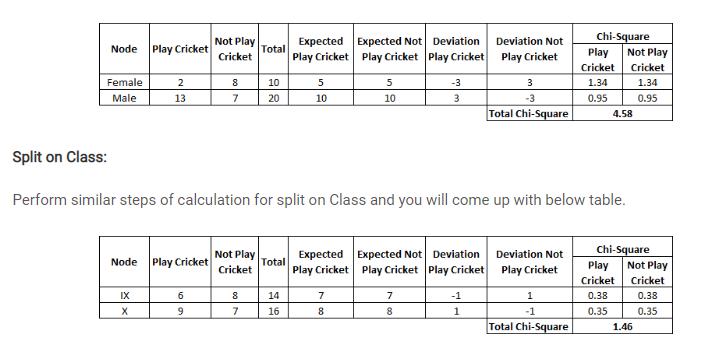 Node Play Cricket Not Play Cricket Total Expected Play Cricket Expected Not Play Cricket Deviation Play Cricket Deviation Not Play Cricket Chi-Square Play Cricket Not Play Cricket
Female 2 8 10 5 5 -3 3 1.34 1.34
Male 13 7 20 10 10 3 -3 0.95 0.95
Total Chi-Square 4.58
Split on Class:
Perform similar steps of calculation for split on Class and you will come up with below table.
Node Play Cricket Not Play Cricket Total Expected Play Cricket Expected Not Play Cricket Deviation Play Cricket Deviation Not Play Cricket Chi-Square Play Cricket Not Play Cricket
IX 6 8 14 7 7 -1 1 0.38 0.38
X 9 7 16 8 8 1 -1 0.35 0.35
Total Chi-Square 1.46